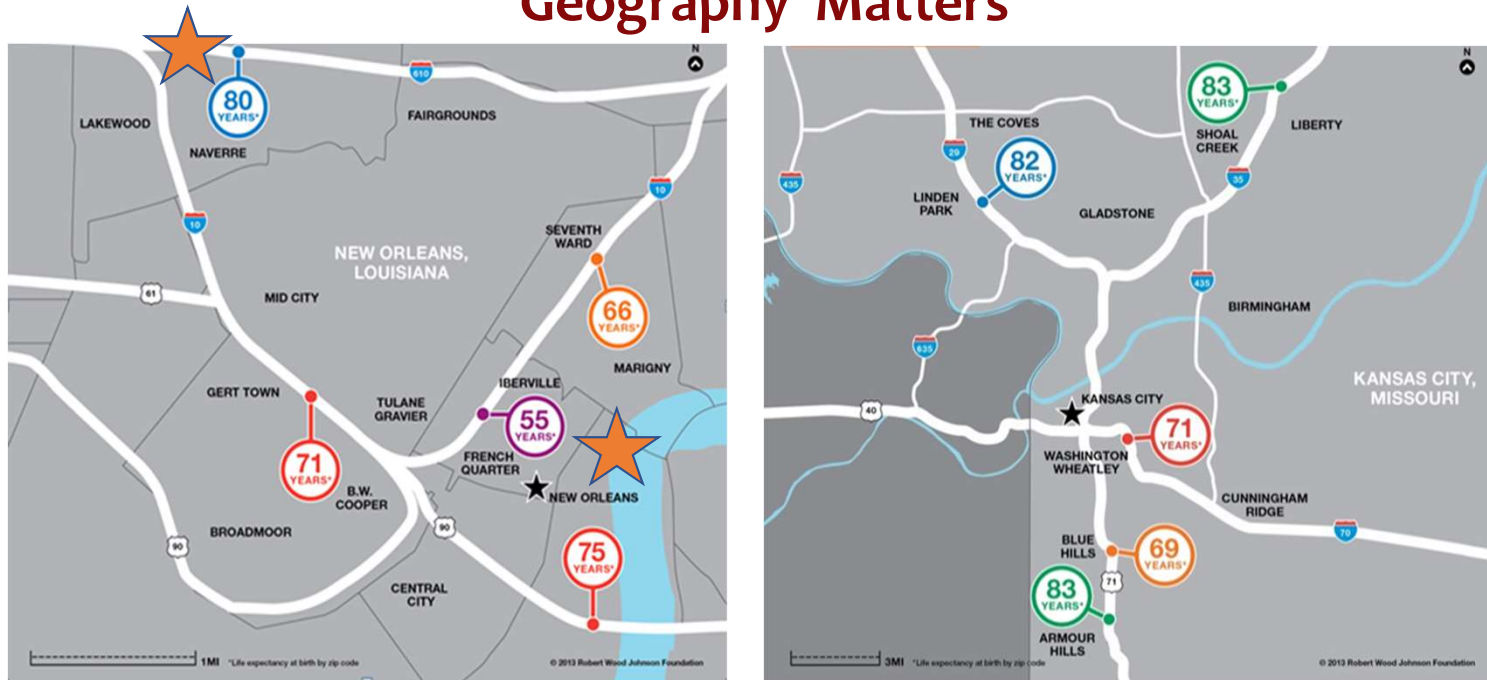 Geography Matters
N
610
LAKEWOOD
80
YEARS*
FAIRGROUNDS
NAVERRE
10
10
SEVENTH
WARD
NEW ORLEANS,
LOUISIANA
61
MID CITY
66
YEARS*
MARIGNY
IBERVILLE
GERT TOWN
TULANE
GRAVIER
55
YEARS*
FRENCH
QUARTER
71
YEARS*
B.W.
COOPER
NEW ORLEANS
BROADMOOR
90
90
75
YEARS*
CENTRAL
CITY
1MI
*Life expectancy at birth by zip code
© 2013 Robert Wood Johnson Foundation
N
83
YEARS*
SHOAL
CREEK
LIBERTY
THE COVES
29
82
YEARS*
435
35
LINDEN
PARK
GLADSTONE
435
BIRMINGHAM
635
KANSAS CITY,
MISSOURI
40
KANSAS CITY
71
YEARS*
WASHINGTON
WHEATLEY
CUNNINGHAM
RIDGE
70
BLUE
HILLS
69
YEARS*
71
83
YEARS*
ARMOUR
HILLS
3MI
*Life expectancy at birth by zip code
© 2013 Robert Wood Johnson Foundation